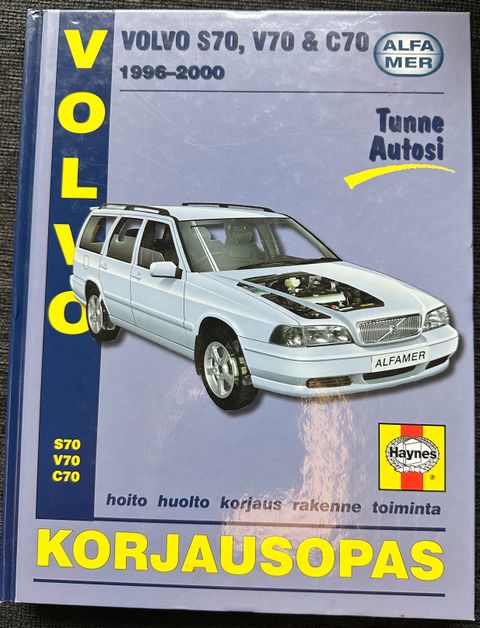 VOLVO
VOLVO S70, V70 & C70
1996-2000
ALFA
MER
Tunne
Autosi
ALFAMER
Haynes
®
S70
V70
C70
hoito huolto korjaus rakenne toiminta
KORJAUSOPAS